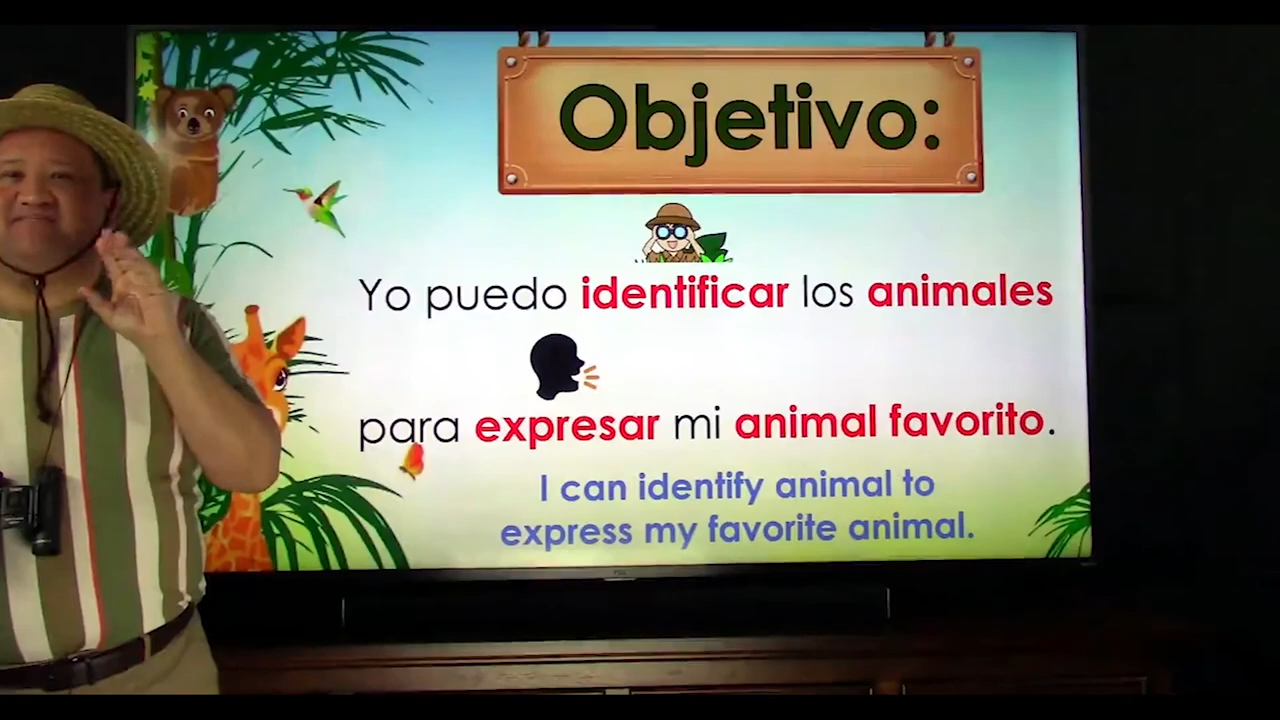 Objetivo:
Yo puedo identificar los animales
para expresar mi animal favorito.
I can identify animal to
express my favorite animal.